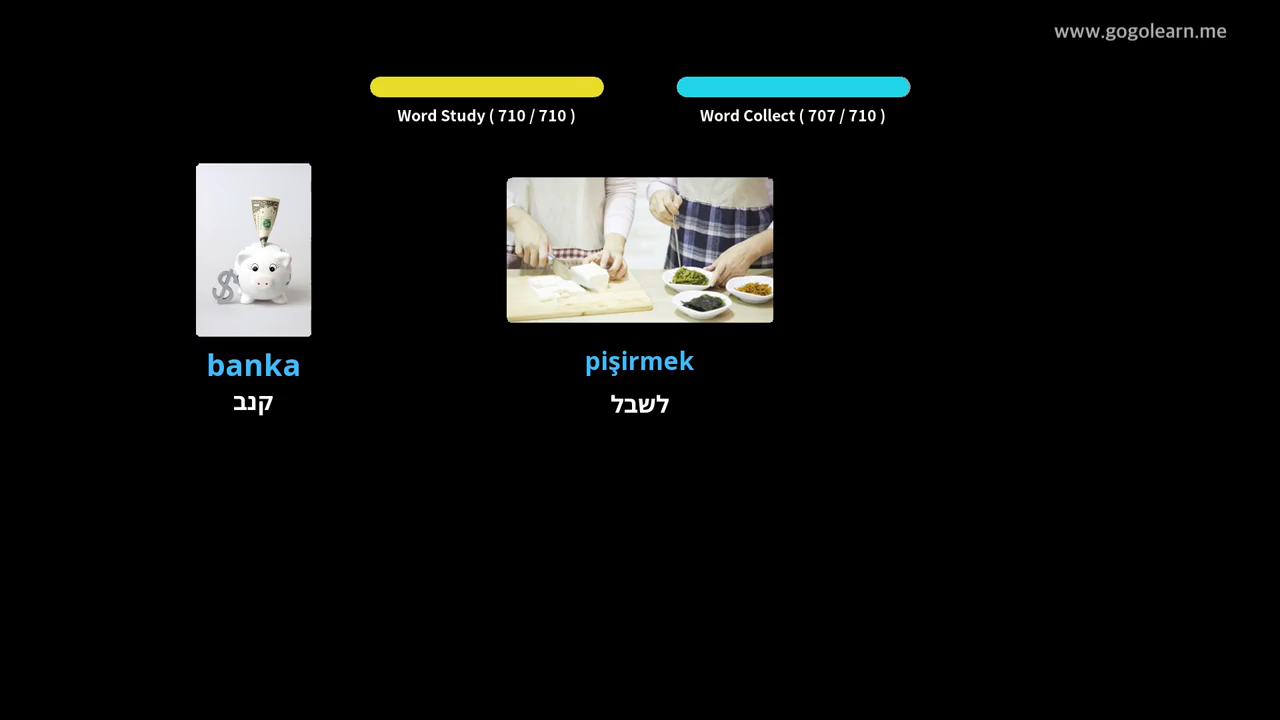 www.gogolearn.me
Word Study ( 710 / 710 )
Word Collect ( 707 / 710 )
banka
קנב
pişirmek
לשבל